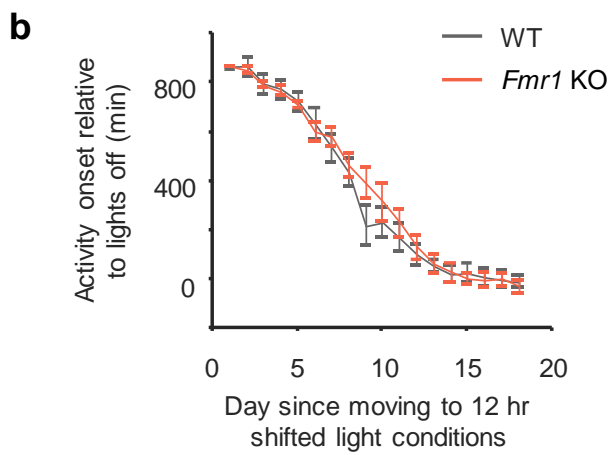 b
WT
Fmr1 KO
Activity onset relative
to lights off (min)
800
400
0
0 5 10 15 20
Day since moving to 12 hr
shifted light conditions